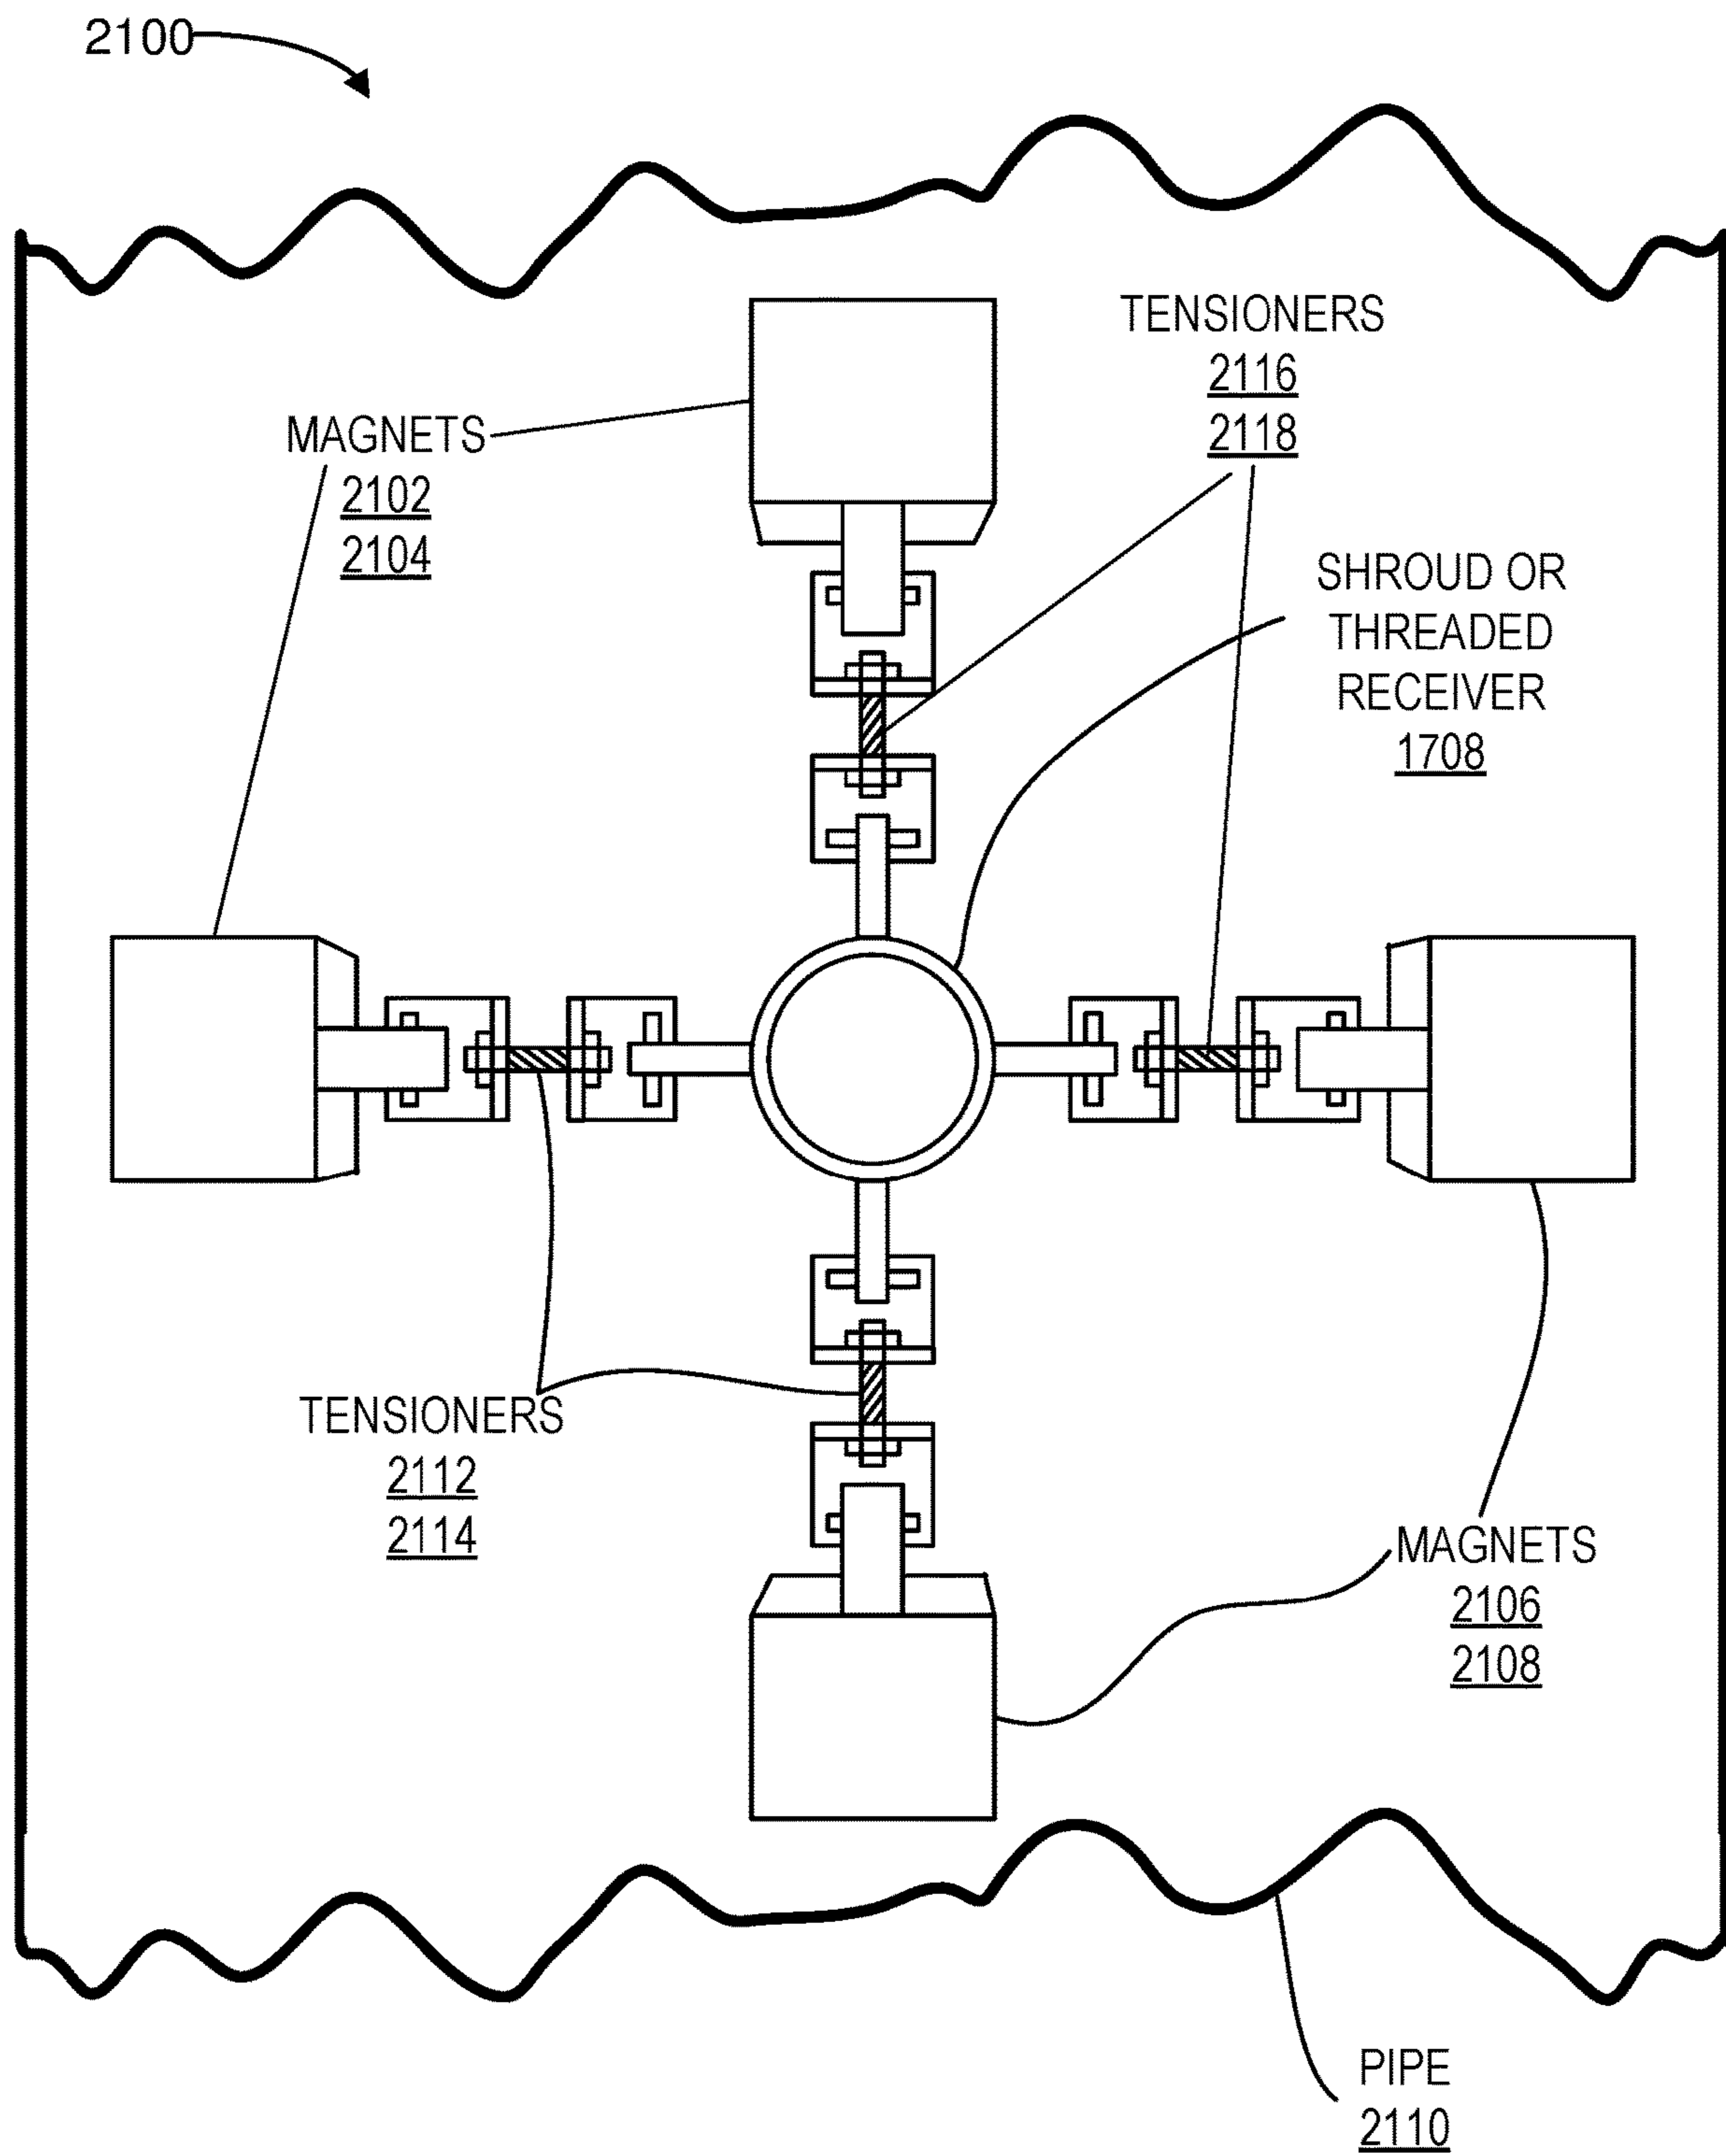 2100
TENSIONERS
2116
2118
MAGNETS
2102
2104
SHROUD OR
THREADED
RECEIVER
1708
TENSIONERS
2112
2114
MAGNETS
2106
2108
PIPE
2110